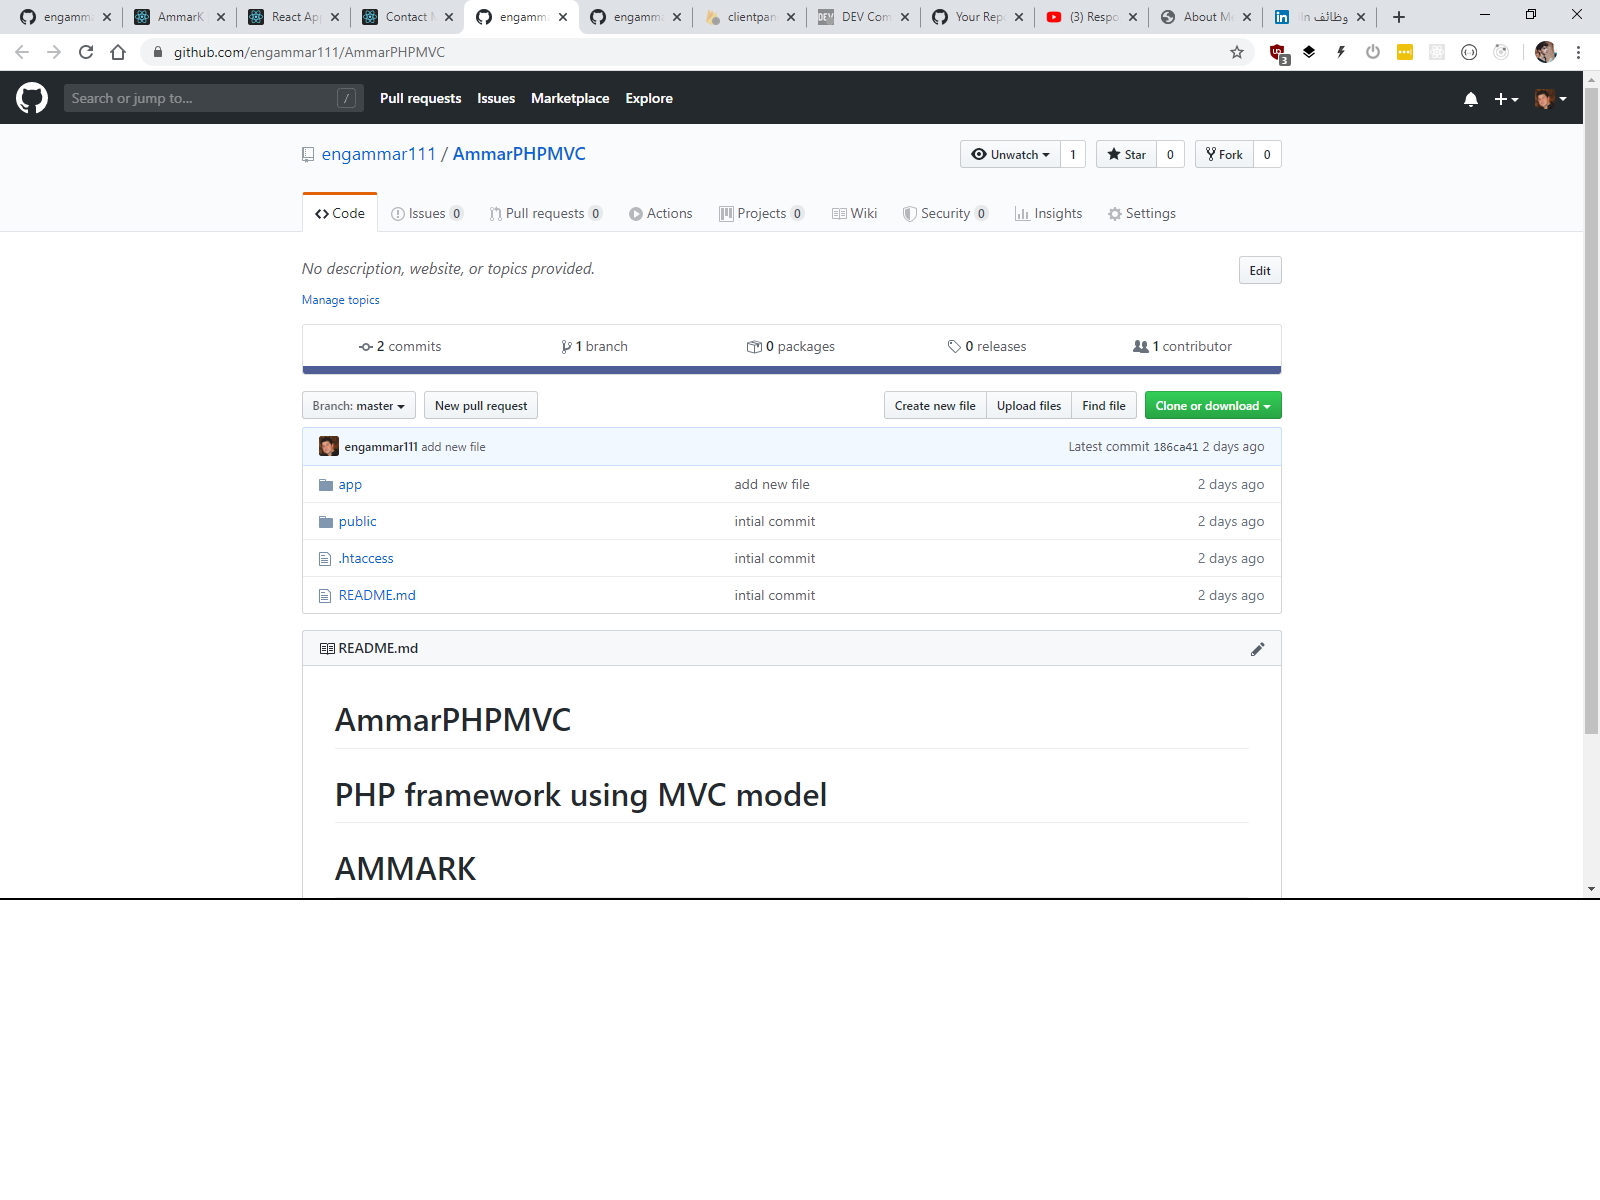 engamma AmmarK React Ap Contact engamm engamma clientpan DEV Com Your Rep (3) Respo About M وظائف In
github.com/engammar111/AmmarPHPMVC
3
Search or jump to... / Pull requests Issues Marketplace Explore
engammar111 / AmmarPHPMVC Unwatch 1 Star 0 Fork 0
Code Issues 0 Pull requests 0 Actions Projects 0 Wiki Security 0 Insights Settings
No description, website, or topics provided. Edit
Manage topics
2 commits 1 branch 0 packages 0 releases 1 contributor
Branch: master New pull request Create new file Upload files Find file Clone or download
engammar111 add new file Latest commit 186ca41 2 days ago
app add new file 2 days ago
public intial commit 2 days ago
.htaccess intial commit 2 days ago
README.md intial commit 2 days ago
README.md
AmmarPHPMVC
PHP framework using MVC model
AMMARK